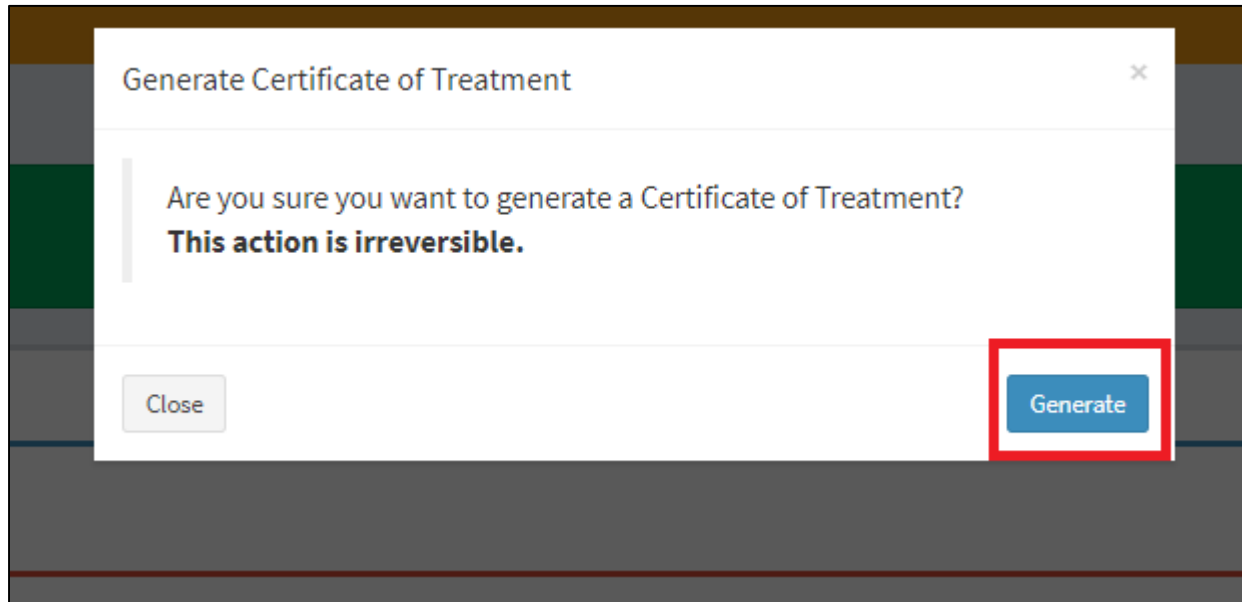 Generate Certificate of Treatment ×
Are you sure you want to generate a Certificate of Treatment?
This action is irreversible.
Close Generate